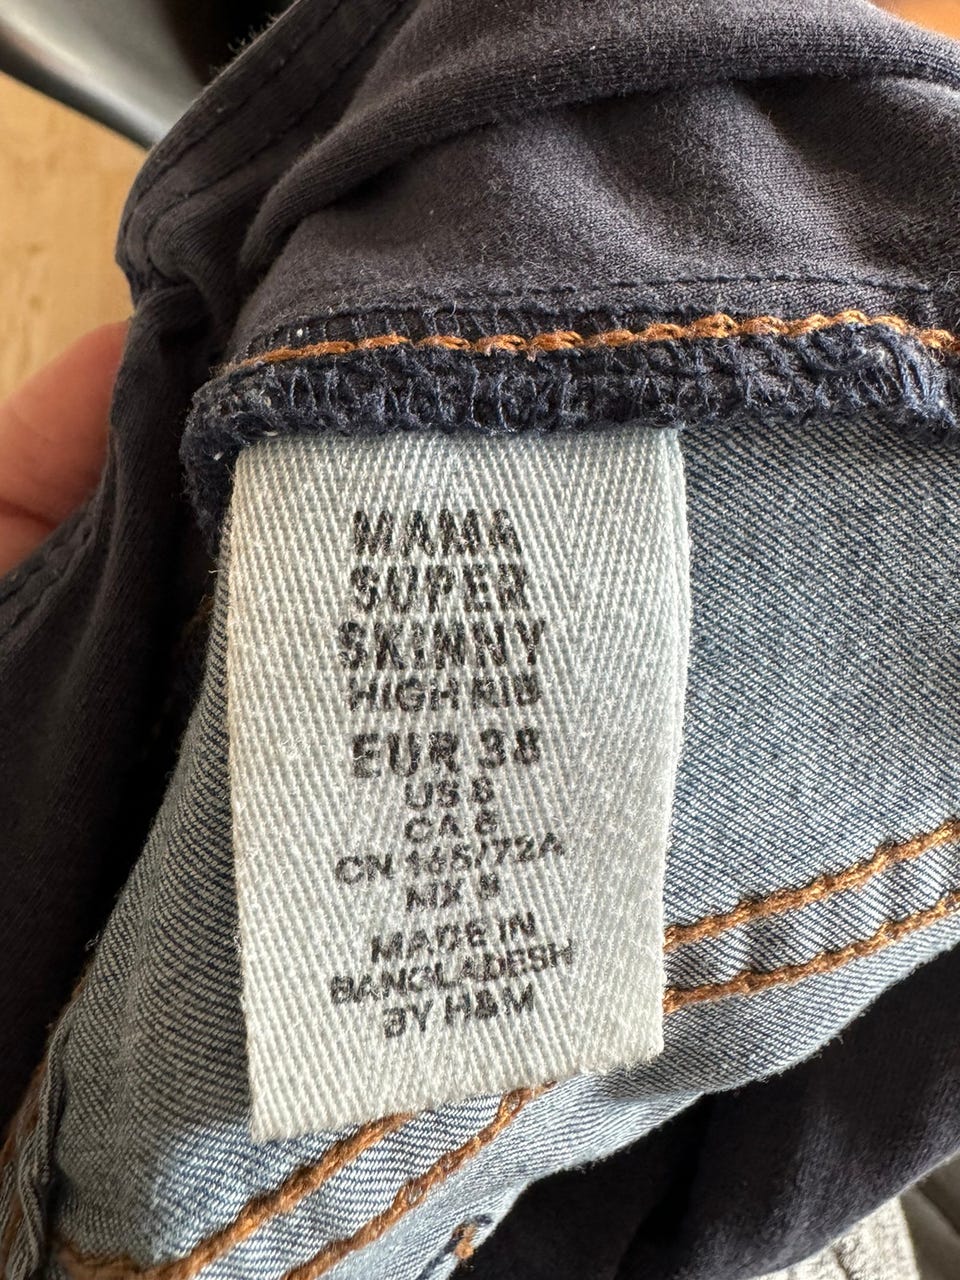 MAMA
SUPER
SKINNY
HIGH RIB
EUR 38
US 8
CA 8
CN 165/72A
MX 8
MADE IN
BANGLADESH
BY H&M